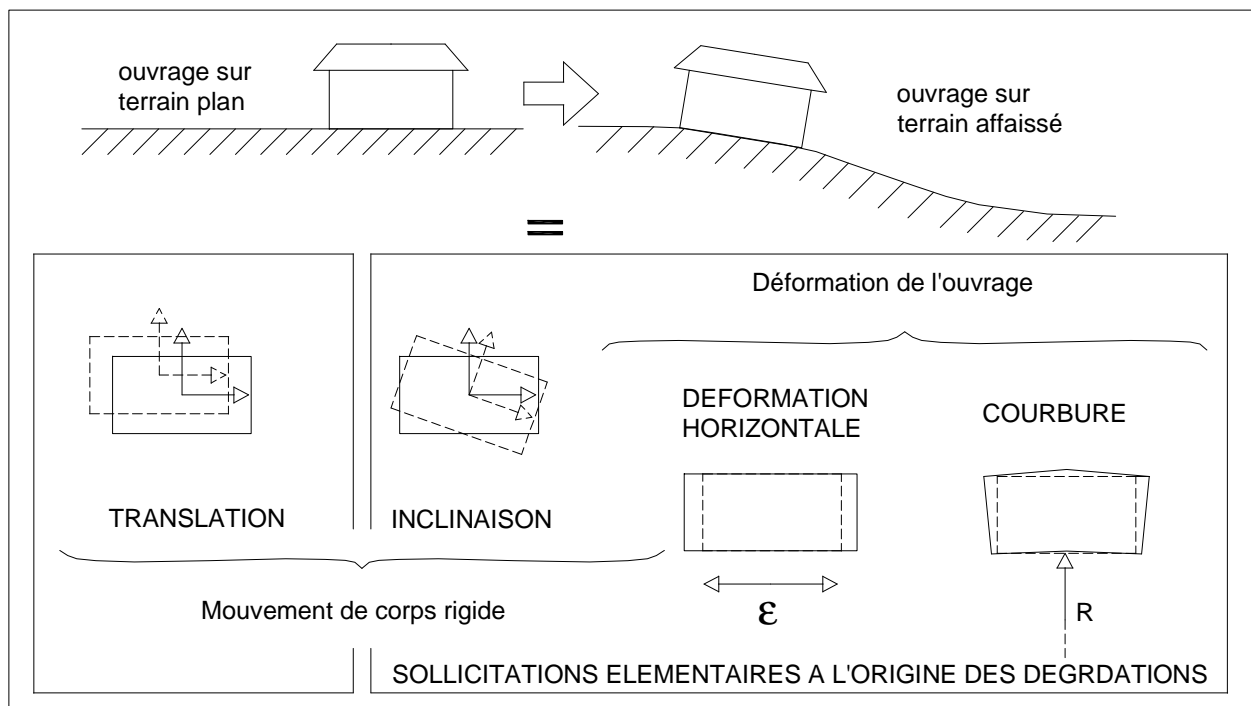 ouvrage sur
terrain plan
ouvrage sur
terrain affaissé
=
Déformation de l'ouvrage
DEFORMATION
HORIZONTALE
COURBURE
TRANSLATION
INCLINAISON
Mouvement de corps rigide
ε
R
SOLLICITATIONS ELEMENTAIRES A L'ORIGINE DES DEGRDATIONS